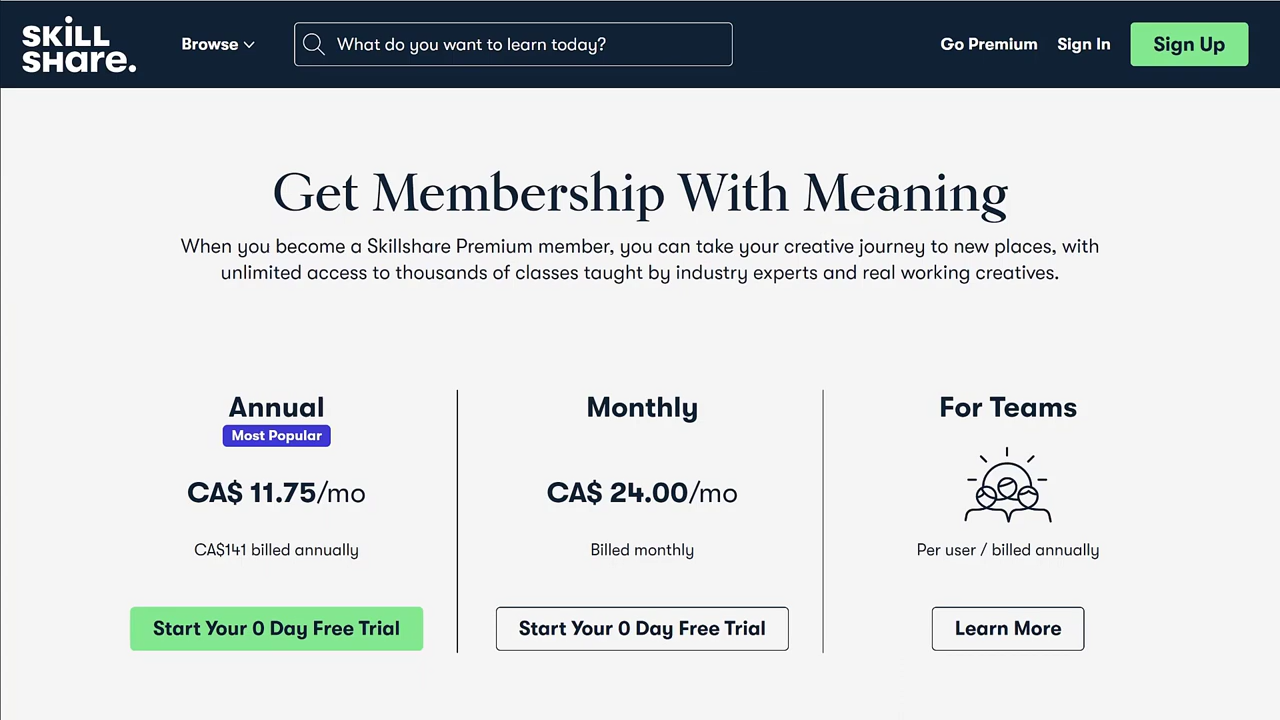 SKILL
SHare.
Browse
What do you want to learn today?
Go Premium
Sign In
Sign Up
Get Membership With Meaning
When you become a Skillshare Premium member, you can take your creative journey to new places, with
unlimited access to thousands of classes taught by industry experts and real working creatives.
Annual
Most Popular
CA$ 11.75/mo
CA$141 billed annually
Start Your 0 Day Free Trial
Monthly
CA$ 24.00/mo
Billed monthly
Start Your 0 Day Free Trial
For Teams
Per user / billed annually
Learn More